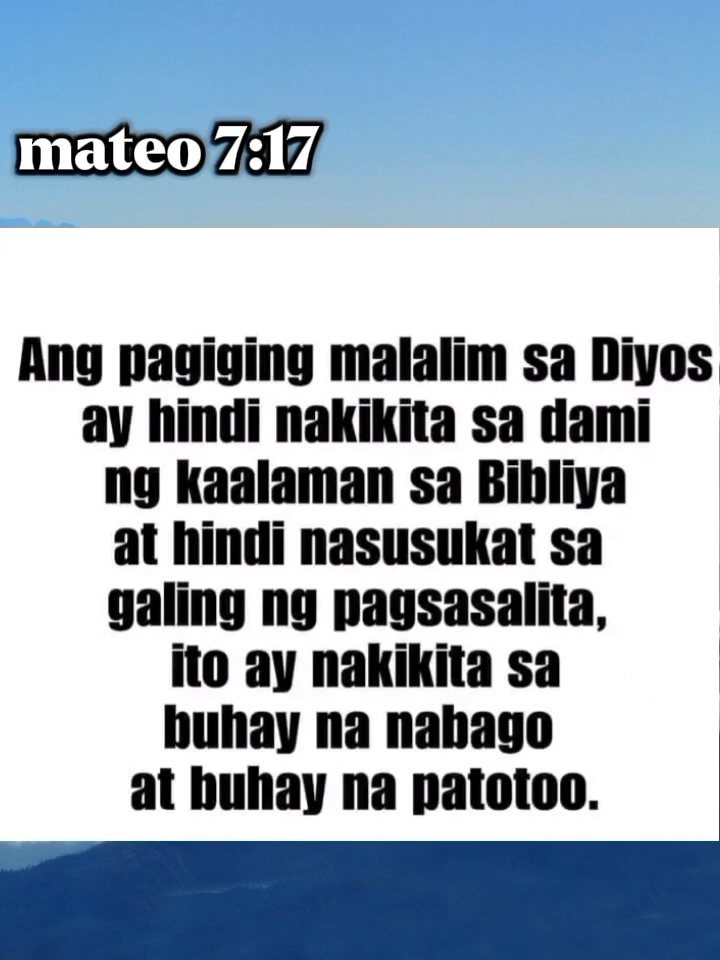 mateo 7:17
Ang pagiging malalim sa Diyos
ay hindi nakikita sa dami
ng kaalaman sa Bibliya
at hindi nasusukat sa
galing ng pagsasalita,
ito ay nakikita sa
buhay na nabago
at buhay na patotoo.